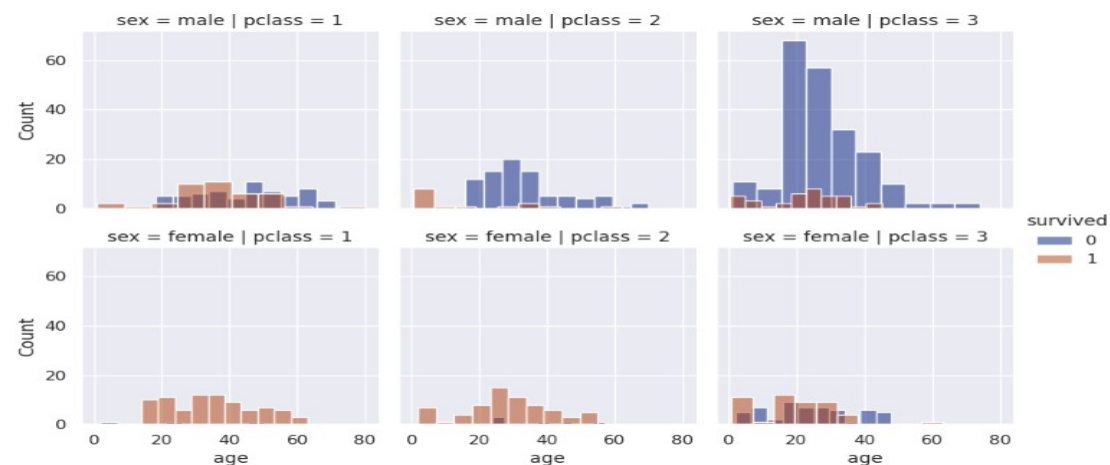 sex = male | pclass = 1
sex = male | pclass = 2
sex = male | pclass = 3
60
40
20
0
Count
sex = female | pclass = 1
sex = female | pclass = 2
sex = female | pclass = 3
60
40
20
0
Count
0 20 40 60 80
0 20 40 60 80
0 20 40 60 80
age
age
age
survived
0
1